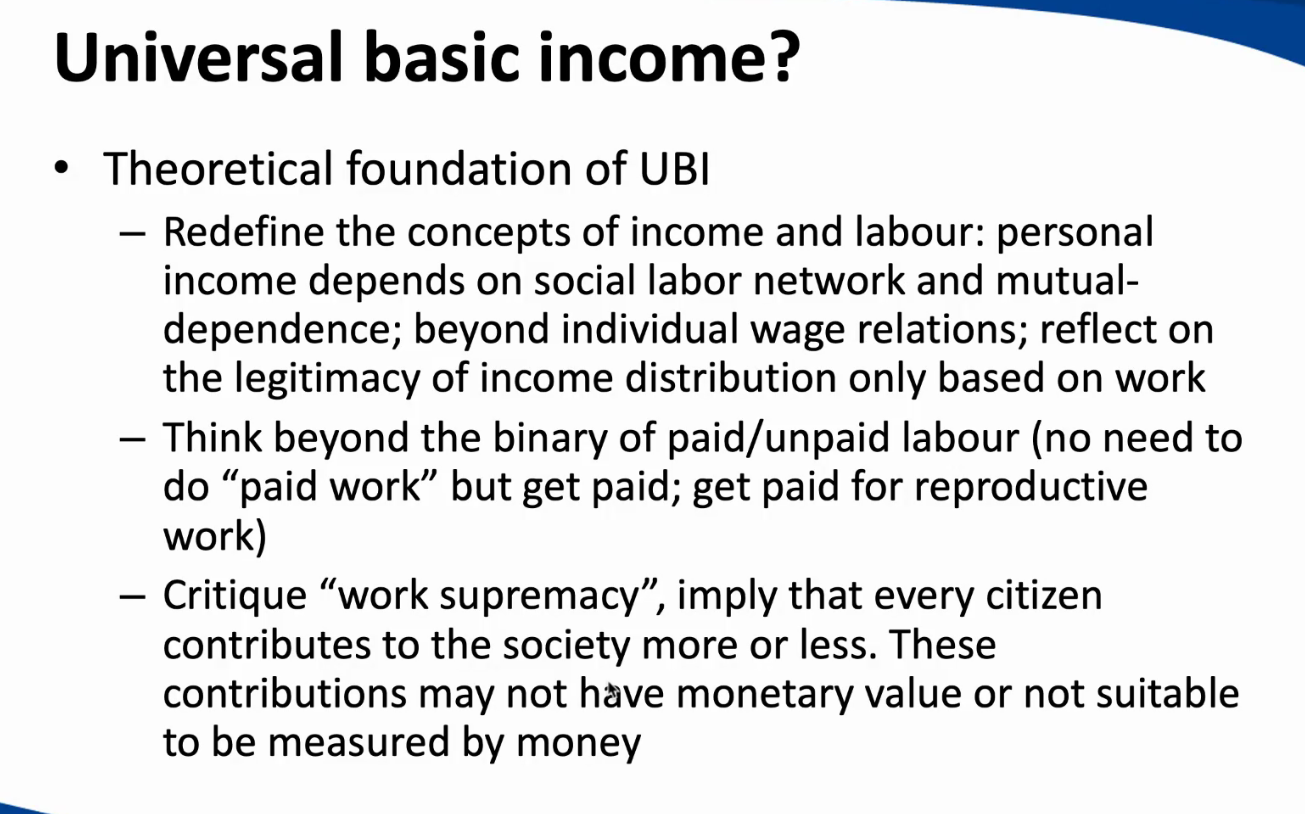 Universal basic income?
• Theoretical foundation of UBI
– Redefine the concepts of income and labour: personal
income depends on social labor network and mutual-
dependence; beyond individual wage relations; reflect on
the legitimacy of income distribution only based on work
– Think beyond the binary of paid/unpaid labour (no need to
do “paid work” but get paid; get paid for reproductive
work)
– Critique “work supremacy”, imply that every citizen
contributes to the society more or less. These
contributions may not have monetary value or not suitable
to be measured by money